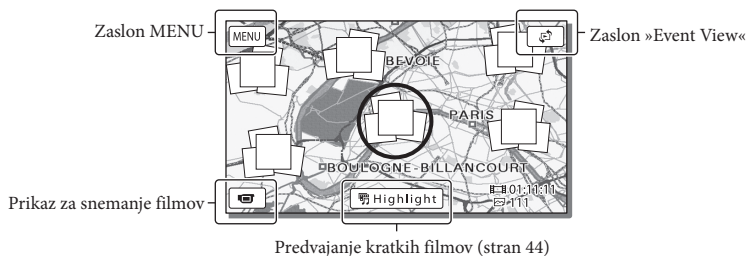 Zaslon MENU
MENU
Zaslon »Event View«
BEVOIE
PARIS
BOULOGNE-BILLANCOURT
01:11:11
111
Prikaz za snemanje filmov
Highlight
Predvajanje kratkih filmov (stran 44)